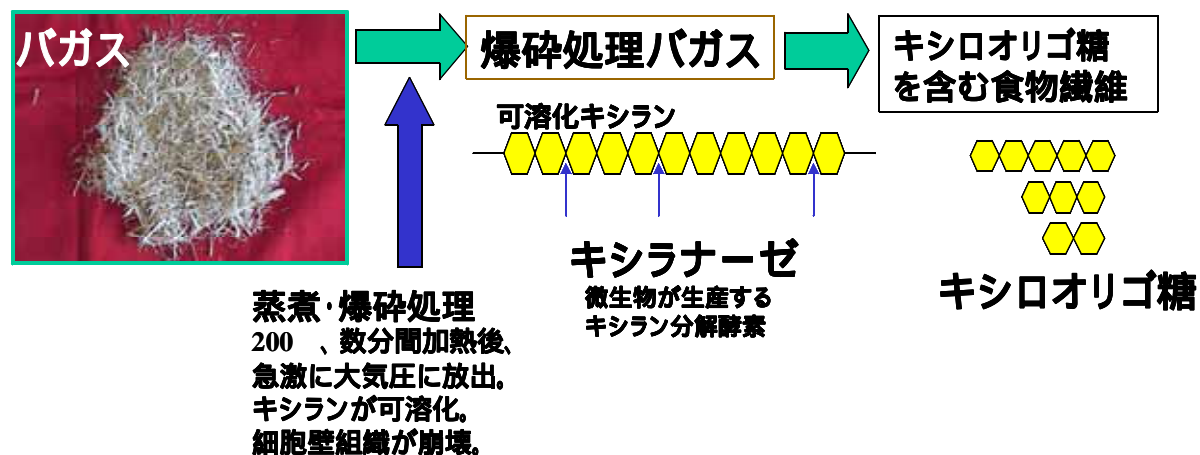 バガス
爆砕処理バガス
キシロオリゴ糖
を含む食物繊維
可溶化キシラン
キシラナーゼ
微生物が生産する
キシラン分解酵素
キシロオリゴ糖
蒸煮・爆砕処理
200　、数分間加熱後、
急激に大気圧に放出。
キシランが可溶化。
細胞壁組織が崩壊。